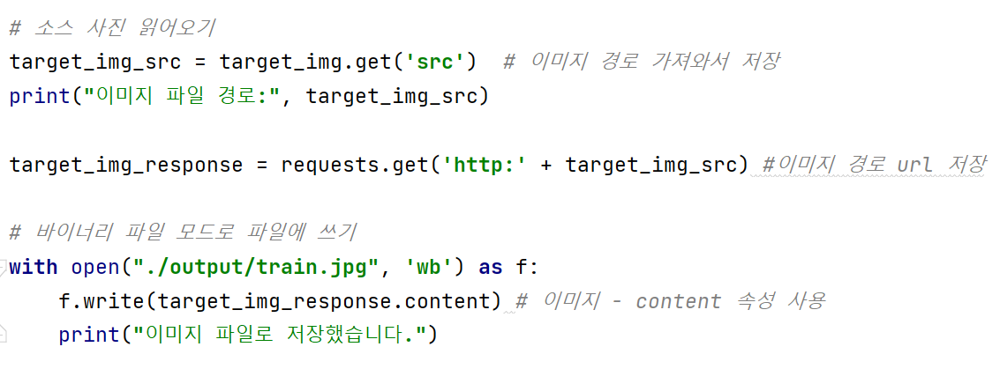 # 소스 사진 읽어오기
target_img_src = target_img.get('src')  # 이미지 경로 가져와서 저장
print("이미지 파일 경로:", target_img_src)
target_img_response = requests.get('http:' + target_img_src) #이미지 경로 url 저장
# 바이너리 파일 모드로 파일에 쓰기
with open("./output/train.jpg", 'wb') as f:
    f.write(target_img_response.content) # 이미지 - content 속성 사용
    print("이미지 파일로 저장했습니다.")